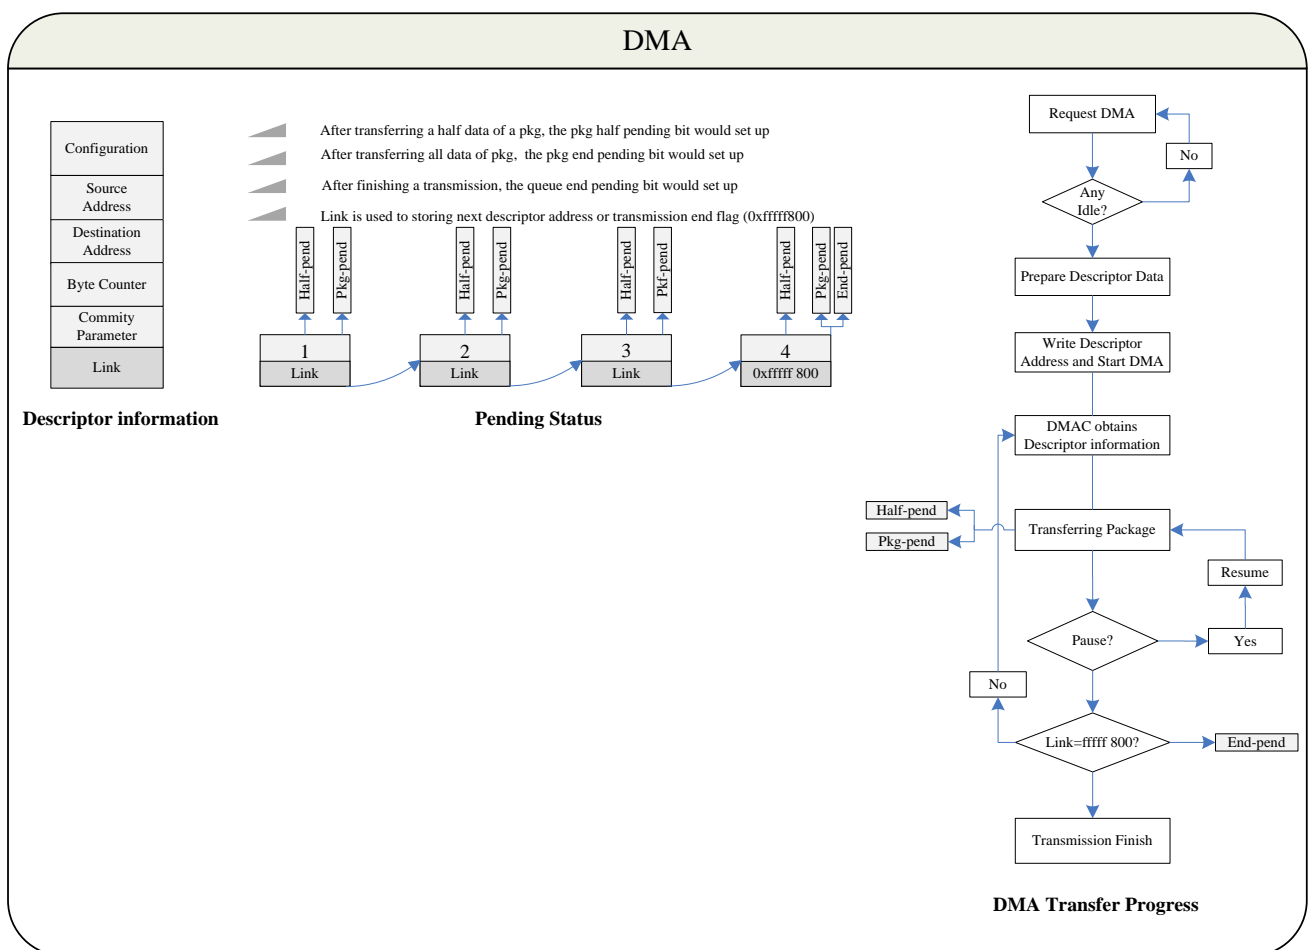 DMA
Configuration
Source
Address
Destination
Address
Byte Counter
Commity
Parameter
Link
Descriptor information
After transferring a half data of a pkg, the pkg half pending bit would set up
After transferring all data of pkg,  the pkg end pending bit would set up
After finishing a transmission, the queue end pending bit would set up
Link is used to storing next descriptor address or transmission end flag (0xfffff800)
Half-pend
Pkg-pend
Half-pend
Pkg-pend
Half-pend
Pkf-pend
Half-pend
Pkg-pend
End-pend
1
Link
2
Link
3
Link
4
0xfffff 800
Pending Status
Request DMA
No
Any
Idle?
Prepare Descriptor Data
Write Descriptor
Address and Start DMA
DMAC obtains
Descriptor information
Half-pend
Pkg-pend
Transferring Package
Resume
Pause?
Yes
No
Link=fffff 800?
End-pend
Transmission Finish
DMA Transfer Progress